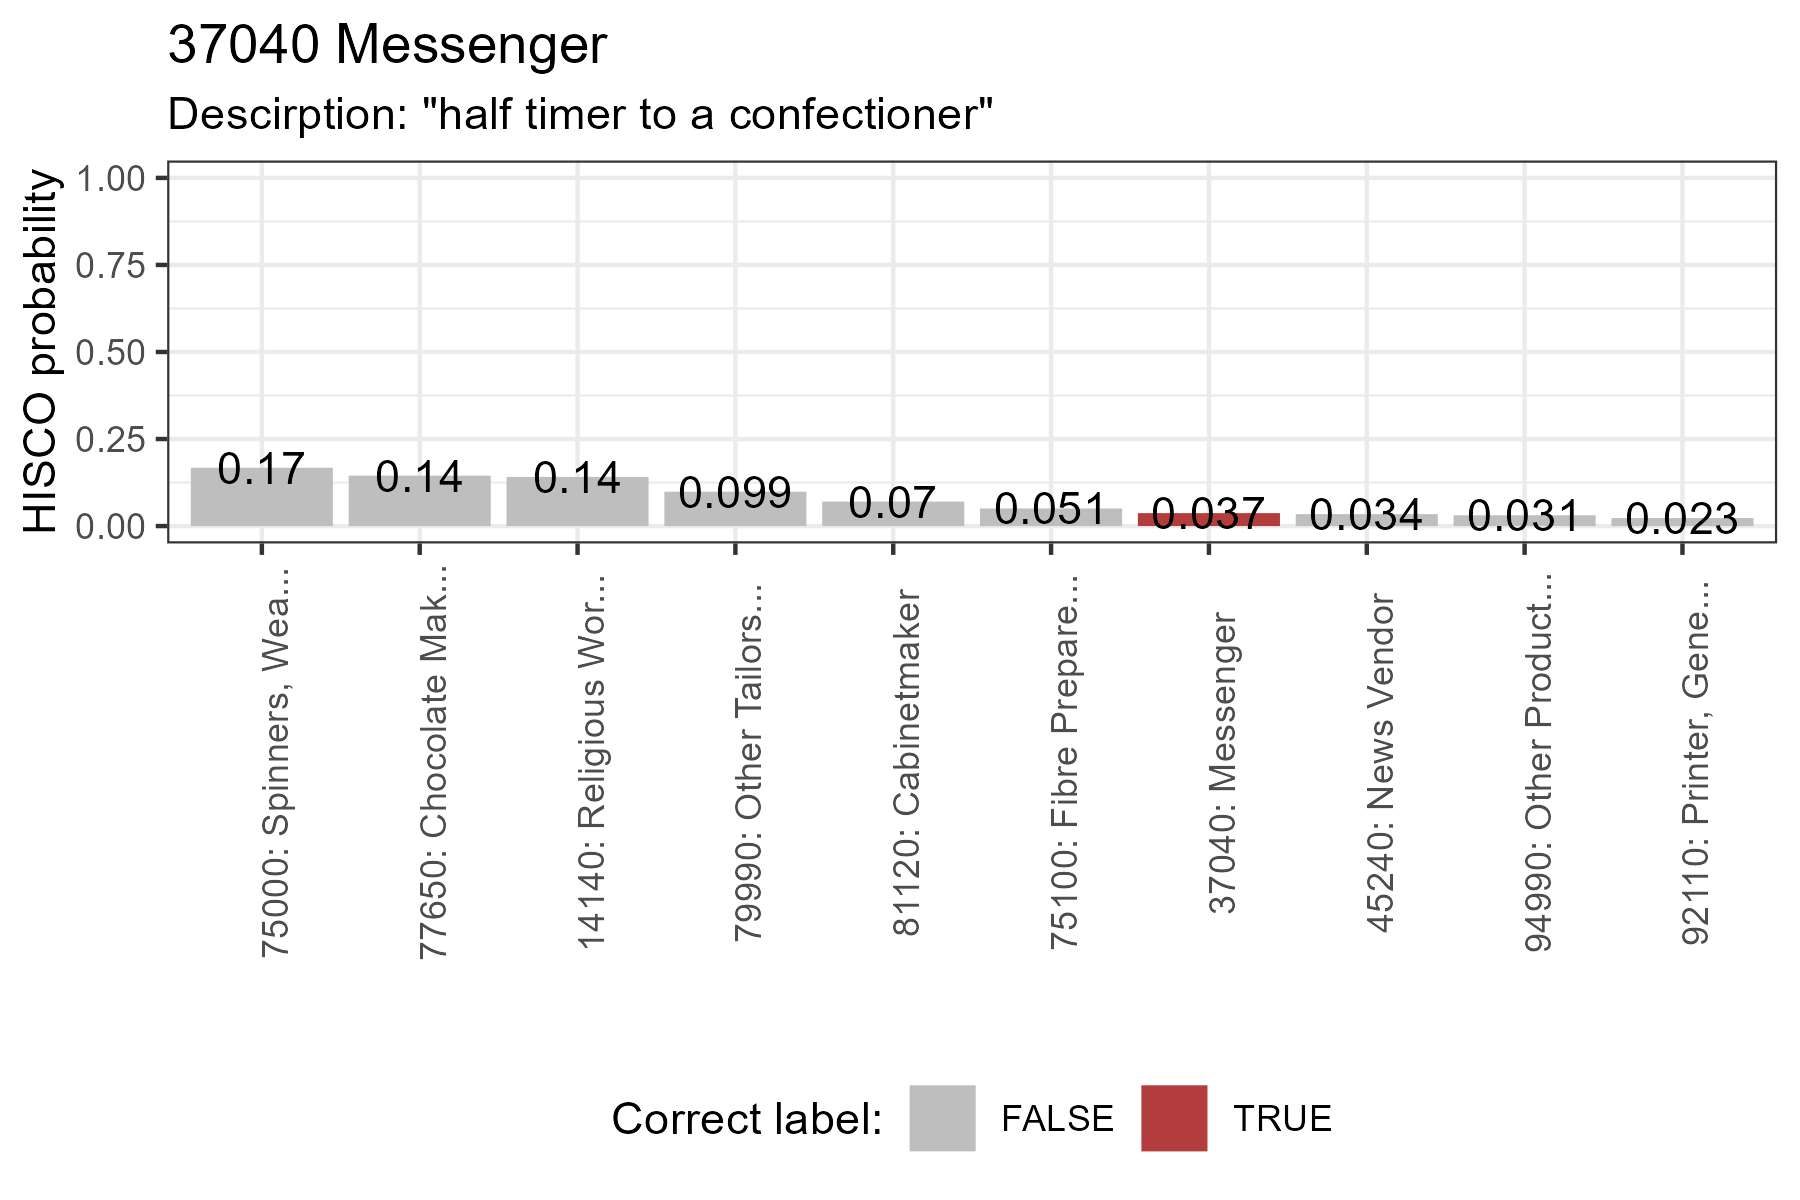 37040 Messenger
Descirption: "half timer to a confectioner"
HISCO probability
1.00
0.75
0.50
0.25
0.00
0.17
0.14
0.14
0.099
0.07
0.051
0.037
0.034
0.031
0.023
75000: Spinners, Wea...
77650: Chocolate Mak...
14140: Religious Wor...
79990: Other Tailors...
81120: Cabinetmaker
75100: Fibre Prepare...
37040: Messenger
45240: News Vendor
94990: Other Product...
92110: Printer, Gene...
Correct label:
FALSE
TRUE